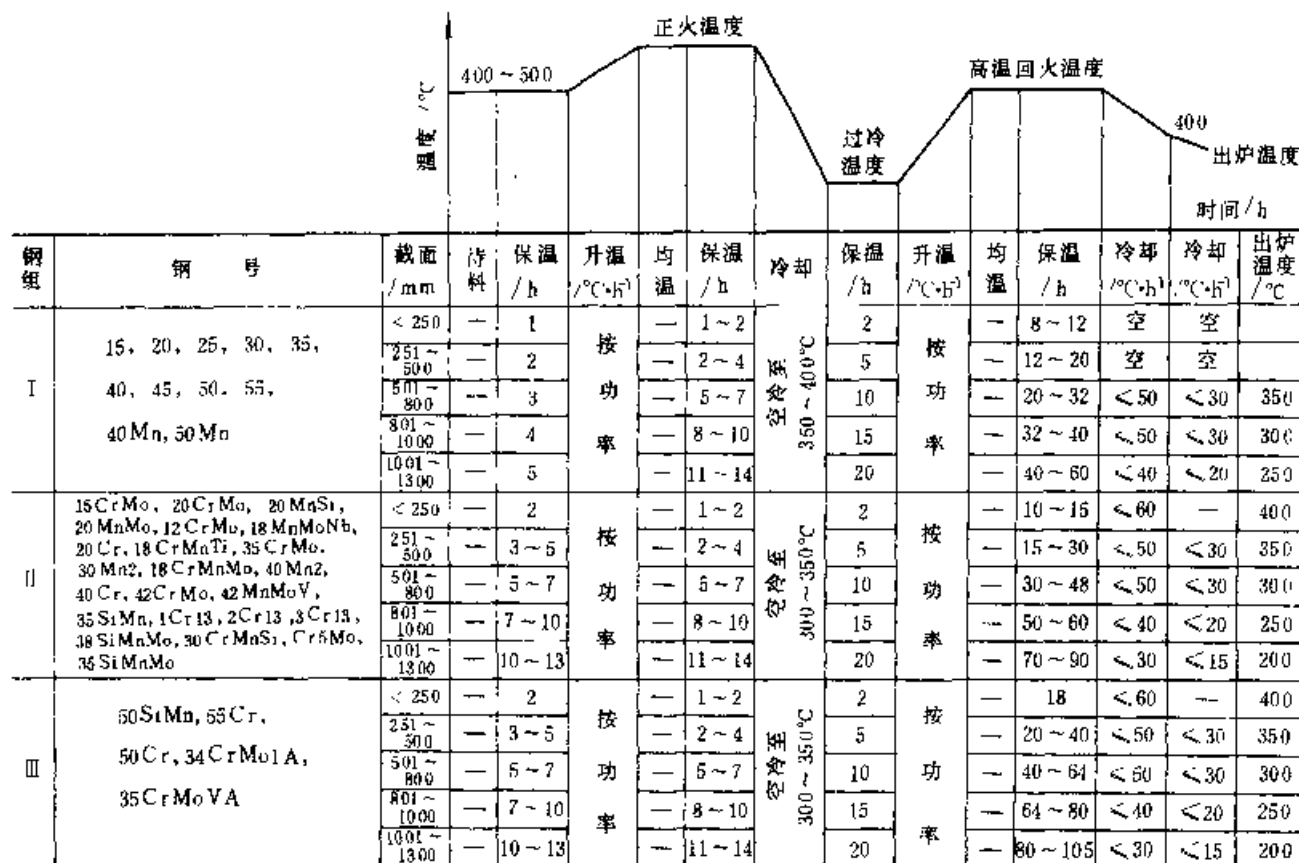 正火温度
400~500
高温回火温度
温度 /℃
过冷
温度
400
出炉温度
时间/h
钢组 钢 号 截面/mm 待料 保温/h 升温/℃·h⁻¹ 均温 保温/h 冷却 保温/h 升温/℃·h⁻¹ 均温 保温/h 冷却/℃·h⁻¹ 冷却/℃·h⁻¹ 出炉温度/℃
I
15, 20, 25, 30, 35,
40, 45, 50. 55,
40Mn, 50Mn
按功率
空冷至 350~400℃
按功率
<250 — 1 — 1~2 2 — 8~12 空 空
251~500 — 2 — 2~4 5 — 12~20 空 空
501~800 — 3 — 5~7 10 — 20~32 ≤50 ≤30 350
801~1000 — 4 — 8~10 15 — 32~40 ≤50 ≤30 300
1001~1300 — 5 — 11~14 20 — 40~60 ≤40 ≤20 250
II
15CrMo, 20CrMo, 20MnSi,
20MnMo, 12CrMo, 18MnMoNb,
20Cr, 18CrMnTi, 35CrMo.
30Mn2, 18CrMnMo, 40Mn2,
40Cr, 42CrMo, 42MnMoV,
35SiMn, 1Cr13, 2Cr13, 3Cr13,
38SiMnMo, 30CrMnSi, Cr5Mo,
35SiMnMo
按功率
空冷至 300~350℃
按功率
<250 — 2 — 1~2 2 — 10~15 ≤60 — 400
251~500 — 3~5 — 2~4 5 — 15~30 ≤50 ≤30 350
501~800 — 5~7 — 5~7 10 — 30~48 ≤50 ≤30 300
801~1000 — 7~10 — 8~10 15 — 50~60 ≤40 ≤20 250
1001~1300 — 10~13 — 11~14 20 — 70~90 ≤30 ≤15 200
III
50Cr, 34CrMo1A,
35CrMoVA
按功率
空冷至 300~350℃
按功率
<250 — 2 — 1~2 2 — 18 ≤60 — 400
251~500 — 3~5 — 2~4 5 — 20~40 ≤50 ≤30 350
501~800 — 5~7 — 5~7 10 — 40~64 ≤50 ≤30 300
801~1000 — 7~10 — 8~10 15 — 64~80 ≤40 ≤20 250
1001~1300 — 10~13 — 11~14 20 — 80~105 ≤30 ≤15 200